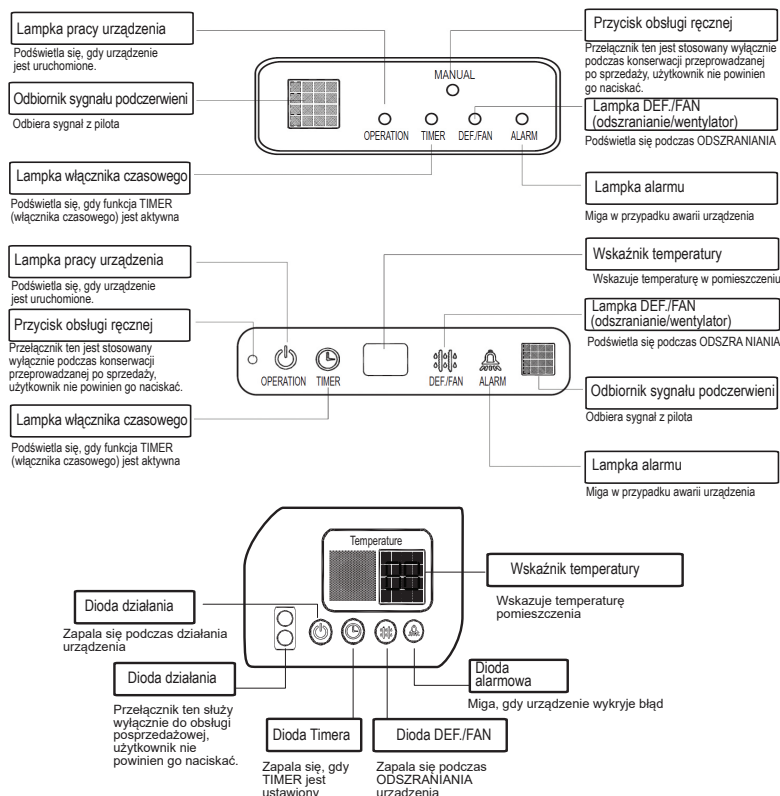 Lampka pracy urządzenia
Podświetla się, gdy urządzenie
jest uruchomione.
Odbiornik sygnału podczerwieni
Odbiera sygnał z pilota
Lampka włącznika czasowego
Podświetla się, gdy funkcja TIMER
(włącznika czasowego) jest aktywna
MANUAL
OPERATION TIMER DEF./FAN ALARM
Przycisk obsługi ręcznej
Przełącznik ten jest stosowany wyłącznie
podczas konserwacji przeprowadzanej
po sprzedaży, użytkownik nie powinien
go naciskać.
Lampka DEF./FAN
(odszranianie/wentylator)
Podświetla się podczas ODSZRANIANIA
Lampka alarmu
Miga w przypadku awarii urządzenia
Lampka pracy urządzenia
Podświetla się, gdy urządzenie
jest uruchomione.
Przycisk obsługi ręcznej
Przełącznik ten jest stosowany
wyłącznie podczas konserwacji
przeprowadzanej po sprzedaży,
użytkownik nie powinien go naciskać.
Lampka włącznika czasowego
Podświetla się, gdy funkcja TIMER
(włącznika czasowego) jest aktywna
OPERATION TIMER DEF./FAN ALARM
Wskaźnik temperatury
Wskazuje temperaturę w pomieszczeniu
Lampka DEF./FAN
(odszranianie/wentylator)
Podświetla się podczas ODSZRA NIANIA
Odbiornik sygnału podczerwieni
Odbiera sygnał z pilota
Lampka alarmu
Miga w przypadku awarii urządzenia
Temperature
Wskaźnik temperatury
Wskazuje temperaturę
pomieszczenia
Dioda działania
Zapala się podczas działania
urządzenia
Dioda działania
Przełącznik ten służy
wyłącznie do obsługi
posprzedażowej,
użytkownik nie
powinien go naciskać.
Dioda
alarmowa
Miga, gdy urządzenie wykryje błąd
Dioda Timera
Zapala się, gdy
TIMER jest
ustawiony
Dioda DEF./FAN
Zapala się podczas
ODSZRANIANIA
urządzenia